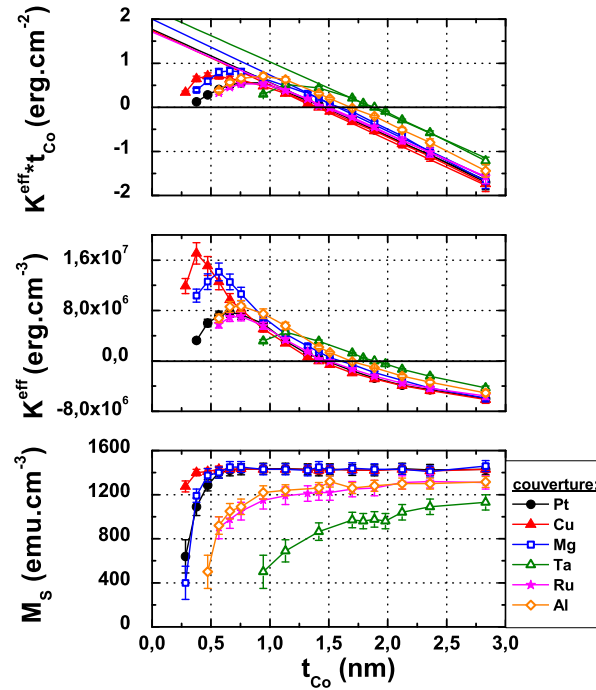 K^eff*t_Co (erg.cm^-2)
2
1
0
-1
-2
K^eff (erg.cm^-3)
1,6x10^7
8,0x10^6
0,0
-8,0x10^6
M_S (emu.cm^-3)
1600
1200
800
400
0
0,0 0,5 1,0 1,5 2,0 2,5 3,0
t_Co (nm)
couverture:
Pt
Cu
Mg
Ta
Ru
Al